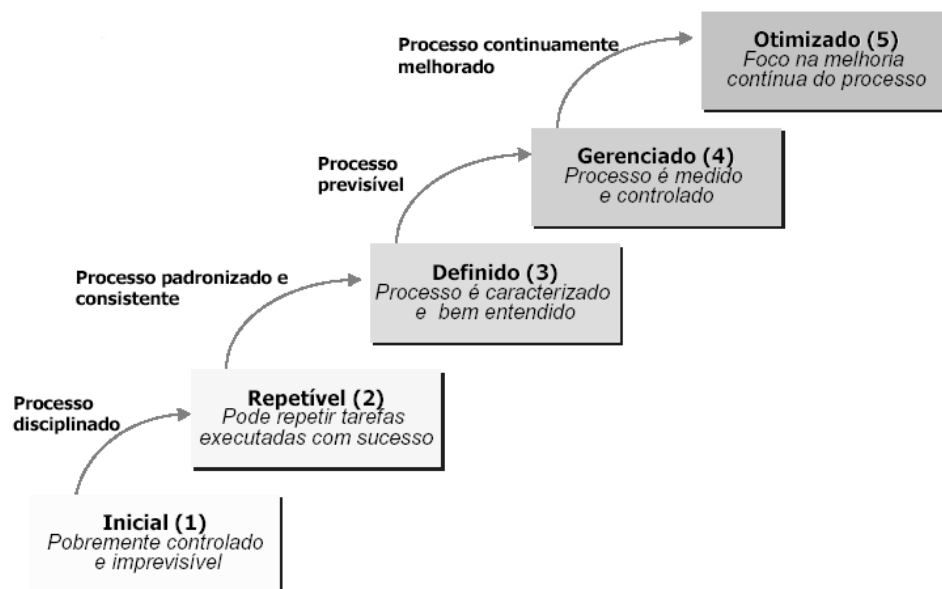 Processo continuamente
melhorado
Otimizado (5)
Foco na melhoria
contínua do processo
Processo
previsível
Gerenciado (4)
Processo é medido
e controlado
Processo padronizado e
consistente
Definido (3)
Processo é caracterizado
e bem entendido
Processo
disciplinado
Repetível (2)
Pode repetir tarefas
executadas com sucesso
Inicial (1)
Pobremente controlado
e imprevisível